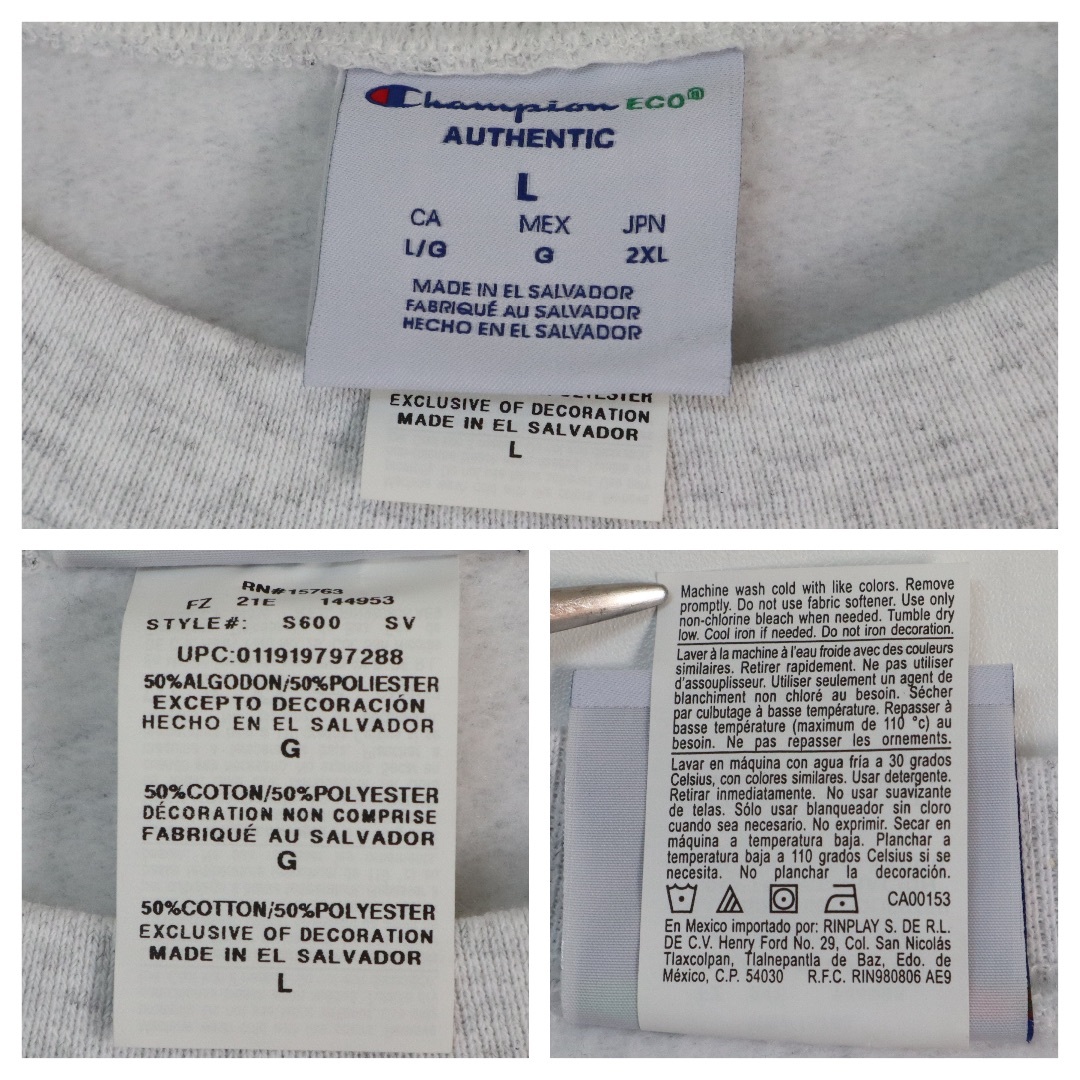 Champion ECO®
AUTHENTIC
L
CA MEX JPN
L/G G 2XL
MADE IN EL SALVADOR
FABRIQUÉ AU SALVADOR
HECHO EN EL SALVADOR
EXCLUSIVE OF DECORATION
MADE IN EL SALVADOR
L
RN#15763
FZ 21E 144953
STYLE#: S600 SV
UPC:011919797288
50%ALGODON/50%POLIESTER
EXCEPTO DECORACIÓN
HECHO EN EL SALVADOR
G
50%COTON/50%POLYESTER
DÉCORATION NON COMPRISE
FABRIQUÉ AU SALVADOR
G
50%COTTON/50%POLYESTER
EXCLUSIVE OF DECORATION
MADE IN EL SALVADOR
L
Machine wash cold with like colors. Remove
promptly. Do not use fabric softener. Use only
non-chlorine bleach when needed. Tumble dry
low. Cool iron if needed. Do not iron decoration.
Laver à la machine à l'eau froide avec des couleurs
similaires. Retirer rapidement. Ne pas utiliser
d'assouplisseur. Utiliser seulement un agent de
blanchiment non chloré au besoin. Sécher
par culbutage à basse température. Repasser à
basse température (maximum de 110 °c) au
besoin. Ne pas repasser les ornements.
Lavar en máquina con agua fría a 30 grados
Celsius, con colores similares. Usar detergente.
Retirar inmediatamente. No usar suavizante
de telas. Sólo usar blanqueador sin cloro
cuando sea necesario. No exprimir. Secar en
máquina a temperatura baja. Planchar a
temperatura baja a 110 grados Celsius si se
necesita. No planchar la decoración.
CA00153
En Mexico importado por: RINPLAY S. DE R.L.
DE C.V. Henry Ford No. 29, Col. San Nicolás
Tlaxcolpan, Tlalnepantla de Baz, Edo. de
México, C.P. 54030 R.F.C. RIN980806 AE9